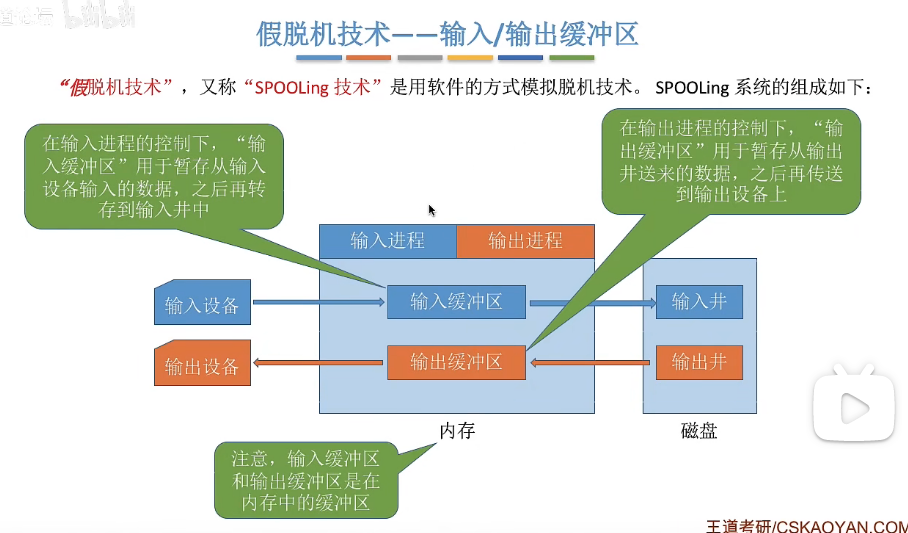 假脱机技术——输入/输出缓冲区
“假脱机技术”，又称“SPOOLing 技术”是用软件的方式模拟脱机技术。 SPOOLing 系统的组成如下：
在输入进程的控制下，“输
入缓冲区”用于暂存从输入
设备输入的数据，之后再转
存到输入井中
在输出进程的控制下，“输
出缓冲区”用于暂存从输出
井送来的数据，之后再传送
到输出设备上
输入进程
输出进程
输入设备
输入缓冲区
输入井
输出设备
输出缓冲区
输出井
内存
磁盘
注意，输入缓冲区
和输出缓冲区是在
内存中的缓冲区
王道考研/CSKAOYAN.COM